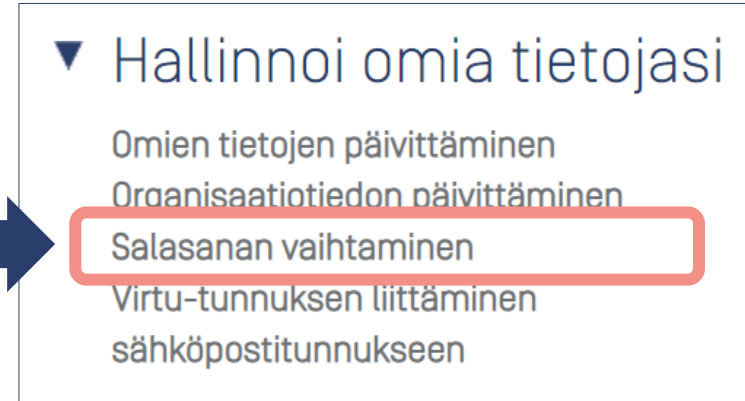 Hallinnoi omia tietojasi
Omien tietojen päivittäminen
Organisaatiotiedon päivittäminen
Salasanan vaihtaminen
Virtu-tunnuksen liittäminen
sähköpostitunnukseen